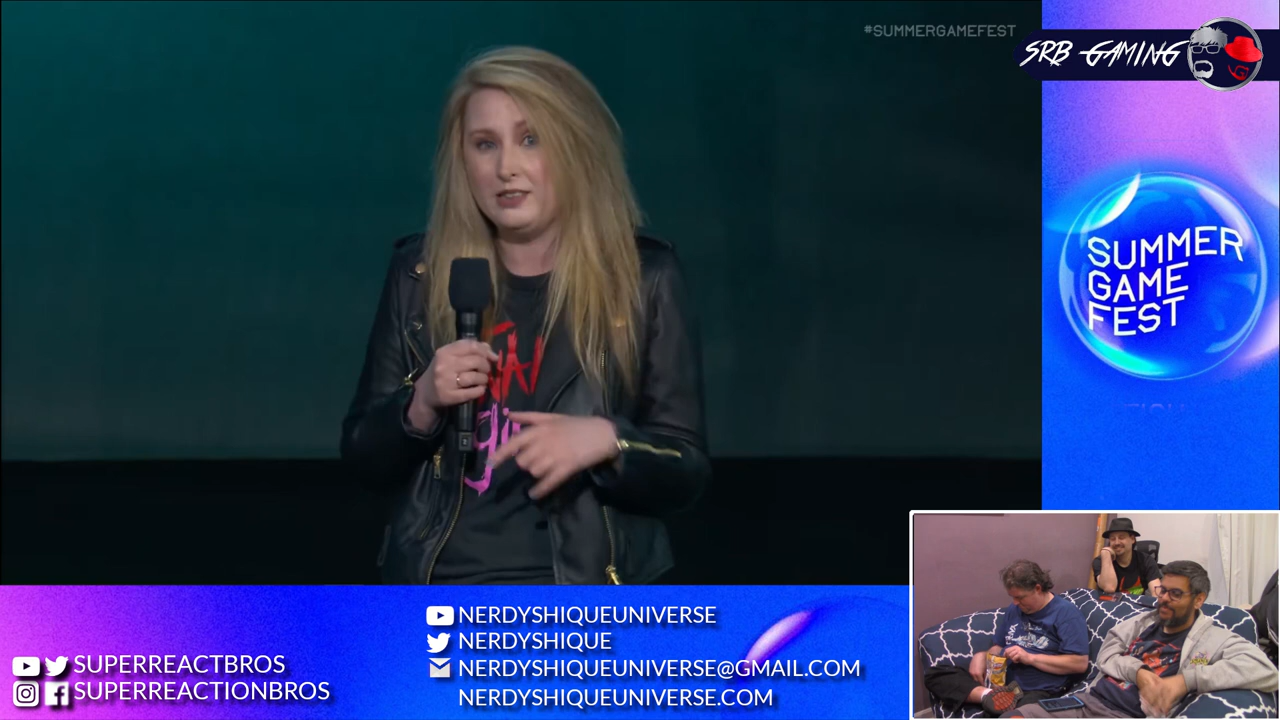 #SUMMERGAMEFEST
SRB GAMING
SUMMER
GAME
FEST
NERDYSHIQUEUNIVERSE
NERDYSHIQUE
NERDYSHIQUEUNIVERSE@GMAIL.COM
NERDYSHIQUEUNIVERSE.COM
SUPERREACTBROS
SUPERREACTIONBROS